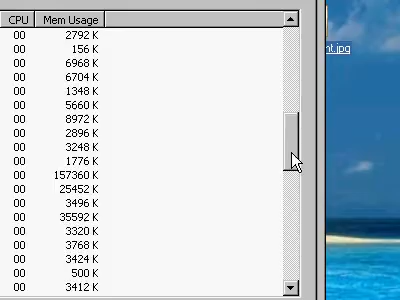 CPU Mem Usage
00 2792 K
00 156 K
00 6968 K
00 6704 K
00 1348 K
00 5660 K
00 8972 K
00 2896 K
00 3248 K
00 1776 K
00 157360 K
00 25452 K
00 3496 K
00 35592 K
00 3320 K
00 3768 K
00 3424 K
00 500 K
00 3412 K
nt.jpg